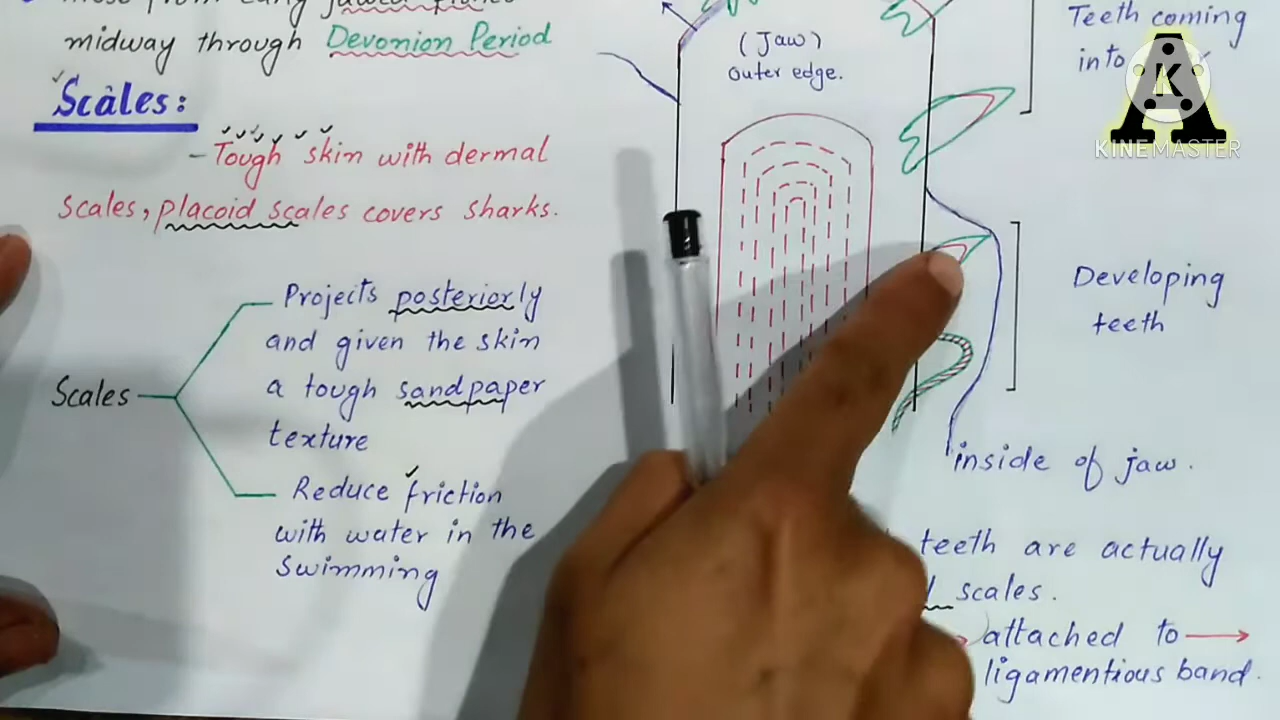 midway through Devonion Period
Scales:
- Tough skin with dermal
scales, placoid scales covers sharks.
Scales
Projects posteriorly
and given the skin
a tough sandpaper
texture
Reduce friction
with water in the
swimming
(Jaw)
outer edge.
Teeth coming
into
Developing
teeth
inside of jaw.
teeth are actually
scales.
attached to
ligamentious band.
A
K
KINEMASTER